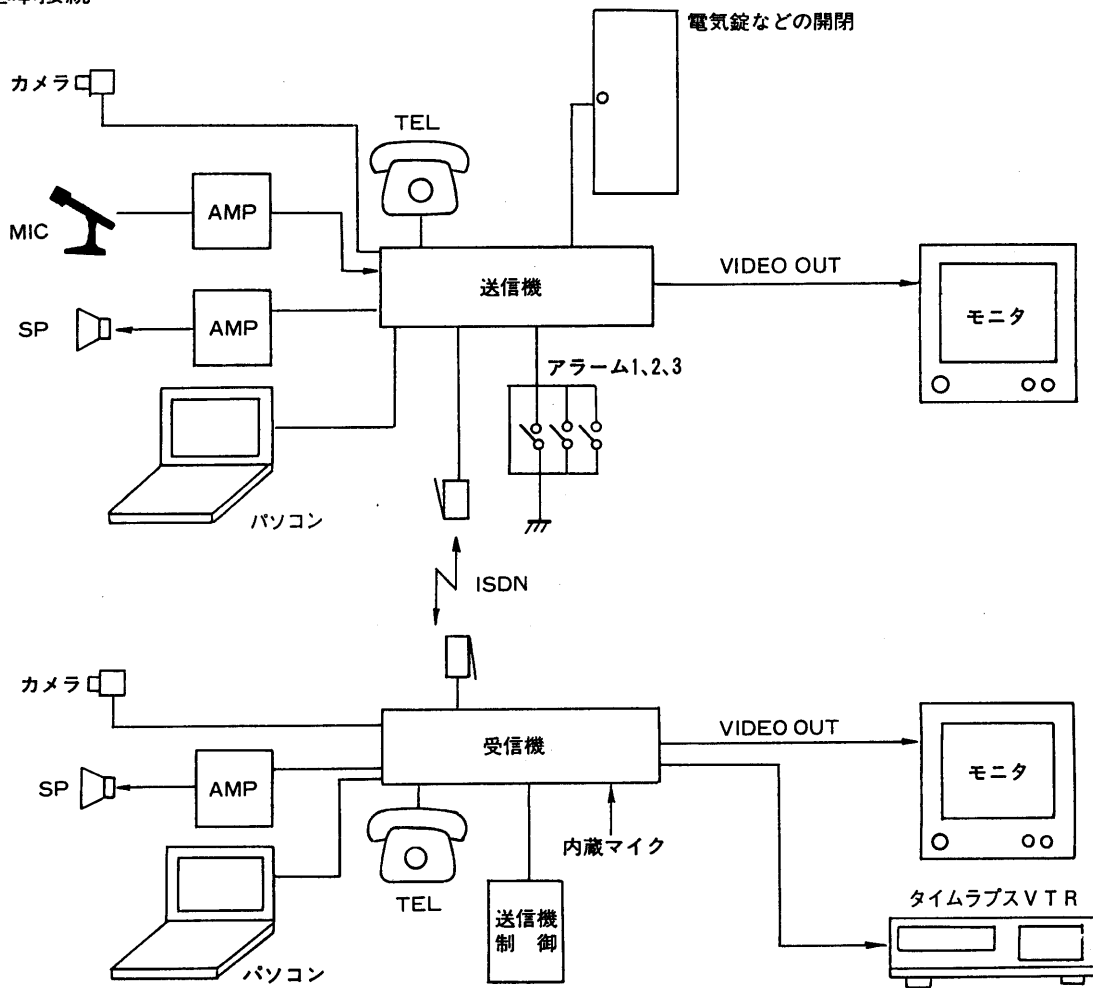 電気錠などの開閉
カメラ
TEL
MIC
AMP
送信機
VIDEO OUT
モニタ
SP
AMP
アラーム1、2、3
パソコン
ISDN
カメラ
受信機
VIDEO OUT
モニタ
SP
AMP
内蔵マイク
TEL
送信機
制 御
タイムラプスVTR
パソコン